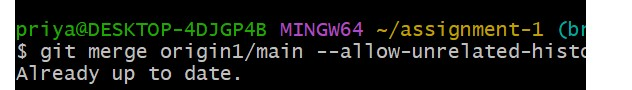 priya@DESKTOP-4DJGP4B MINGW64 ~/assignment-1 (br
$ git merge origin1/main --allow-unrelated-histo
Already up to date.